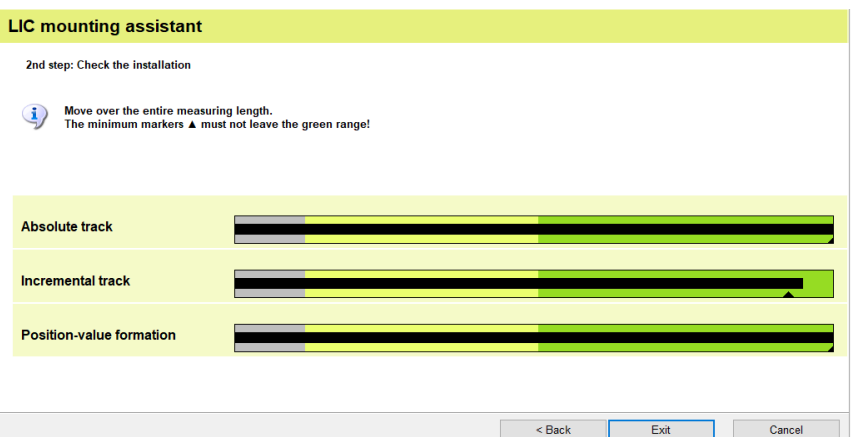 LIC mounting assistant
2nd step: Check the installation
Move over the entire measuring length.
The minimum markers ▲ must not leave the green range!
Absolute track
Incremental track
Position-value formation
< Back
Exit
Cancel